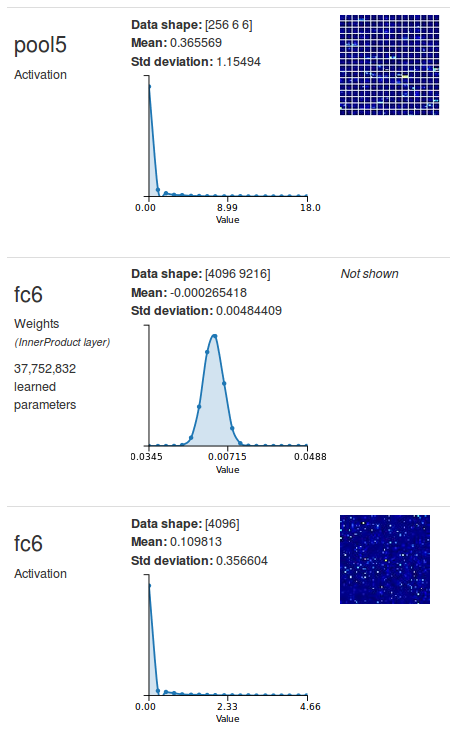 pool5
Activation
Data shape: [256 6 6]
Mean: 0.365569
Std deviation: 1.15494
0.00 8.99 18.0
Value
fc6
Weights
(InnerProduct layer)
37,752,832
learned
parameters
Data shape: [4096 9216]
Mean: -0.000265418
Std deviation: 0.00484409
Not shown
0.0345 0.00715 0.0488
Value
fc6
Activation
Data shape: [4096]
Mean: 0.109813
Std deviation: 0.356604
0.00 2.33 4.66
Value